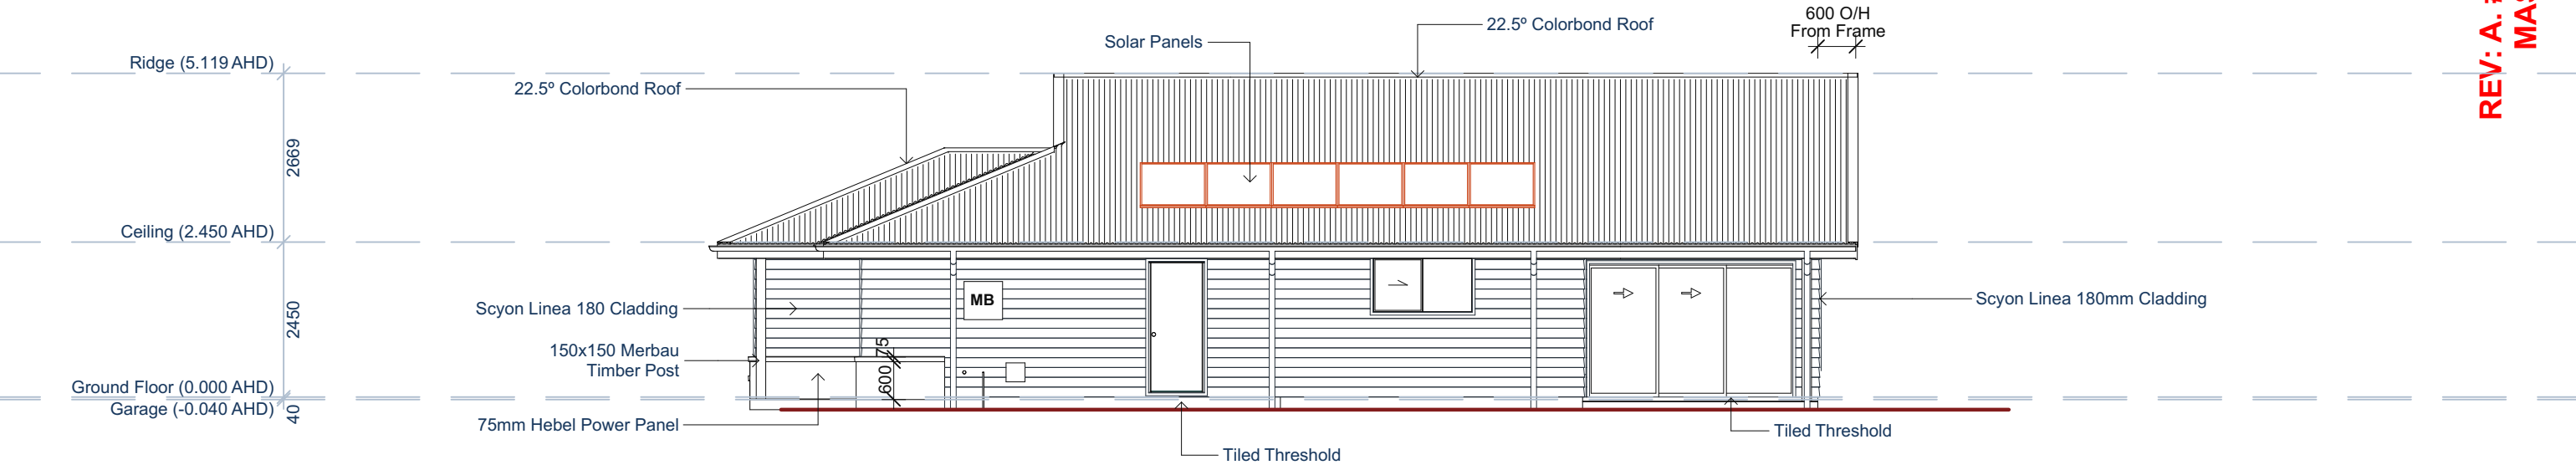 600 O/H
From Frame
22.5º Colorbond Roof
Solar Panels
Ridge (5.119 AHD)
22.5º Colorbond Roof
2669
Ceiling (2.450 AHD)
Scyon Linea 180 Cladding
MB
Scyon Linea 180mm Cladding
2450
150x150 Merbau
Timber Post
75
600
Ground Floor (0.000 AHD)
Garage (-0.040 AHD)
40
75mm Hebel Power Panel
Tiled Threshold
Tiled Threshold
REV: A.